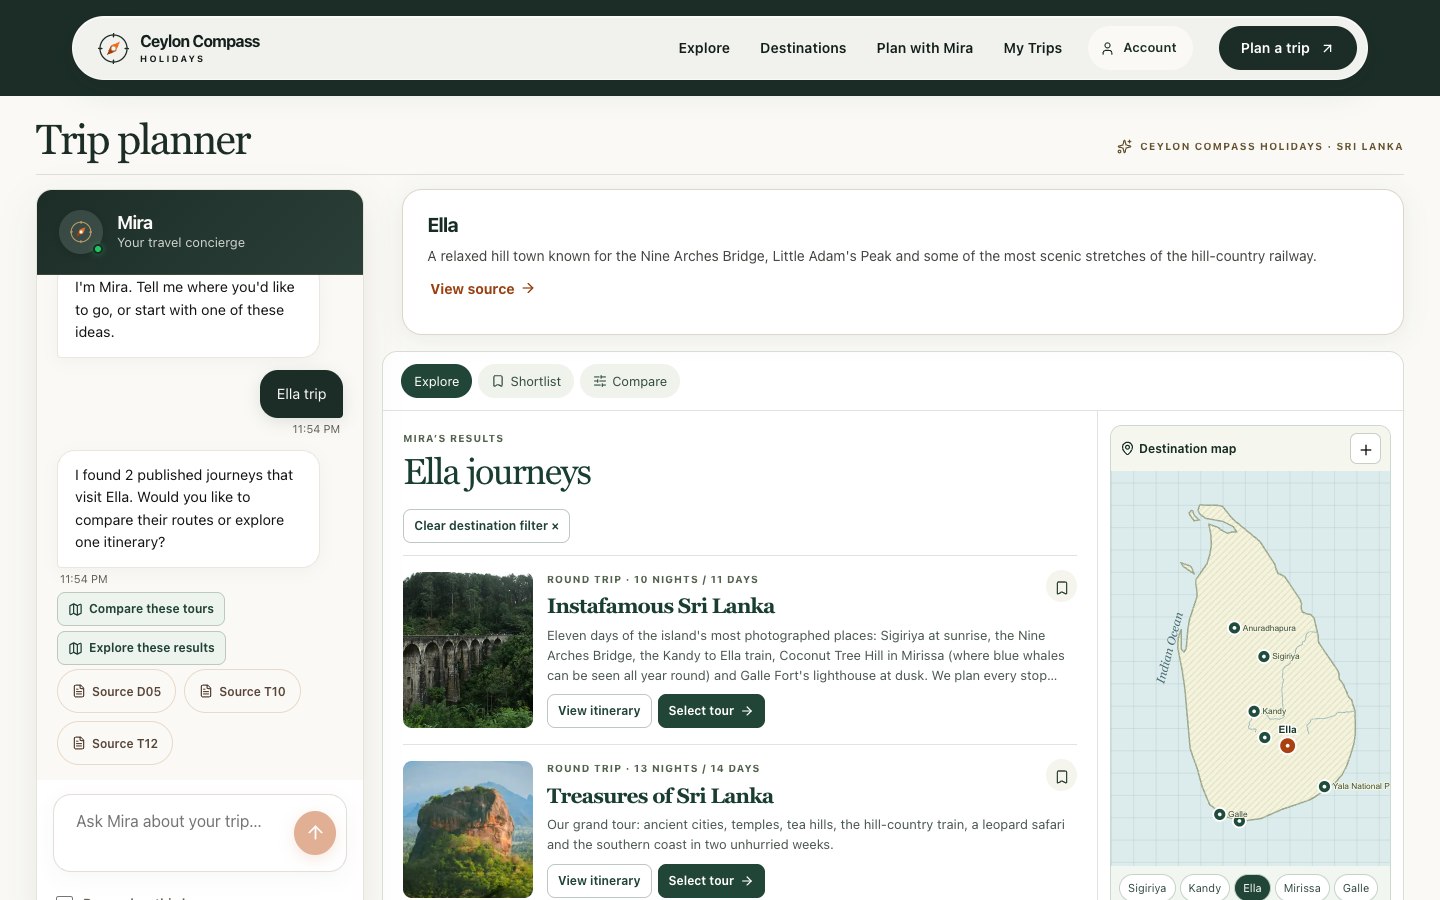 Ceylon Compass
HOLIDAYS
Explore
Destinations
Plan with Mira
My Trips
Account
Plan a trip
Trip planner
CEYLON COMPASS HOLIDAYS · SRI LANKA
Mira
Your travel concierge
I'm Mira. Tell me where you'd like
to go, or start with one of these
ideas.
Ella trip
11:54 PM
I found 2 published journeys that
visit Ella. Would you like to
compare their routes or explore
one itinerary?
11:54 PM
Compare these tours
Explore these results
Source D05
Source T10
Source T12
Ask Mira about your trip...
Ella
A relaxed hill town known for the Nine Arches Bridge, Little Adam's Peak and some of the most scenic stretches of the hill-country railway.
View source →
Explore
Shortlist
Compare
MIRA'S RESULTS
Ella journeys
Clear destination filter ×
ROUND TRIP · 10 NIGHTS / 11 DAYS
Instafamous Sri Lanka
Eleven days of the island's most photographed places: Sigiriya at sunrise, the Nine
Arches Bridge, the Kandy to Ella train, Coconut Tree Hill in Mirissa (where blue whales
can be seen all year round) and Galle Fort's lighthouse at dusk. We plan every stop...
View itinerary
Select tour →
ROUND TRIP · 13 NIGHTS / 14 DAYS
Treasures of Sri Lanka
Our grand tour: ancient cities, temples, tea hills, the hill-country train, a leopard safari
and the southern coast in two unhurried weeks.
View itinerary
Select tour →
Destination map
+
Indian Ocean
Anuradhapura
Sigiriya
Kandy
Ella
Yala National P
Galle
Sigiriya
Kandy
Ella
Mirissa
Galle